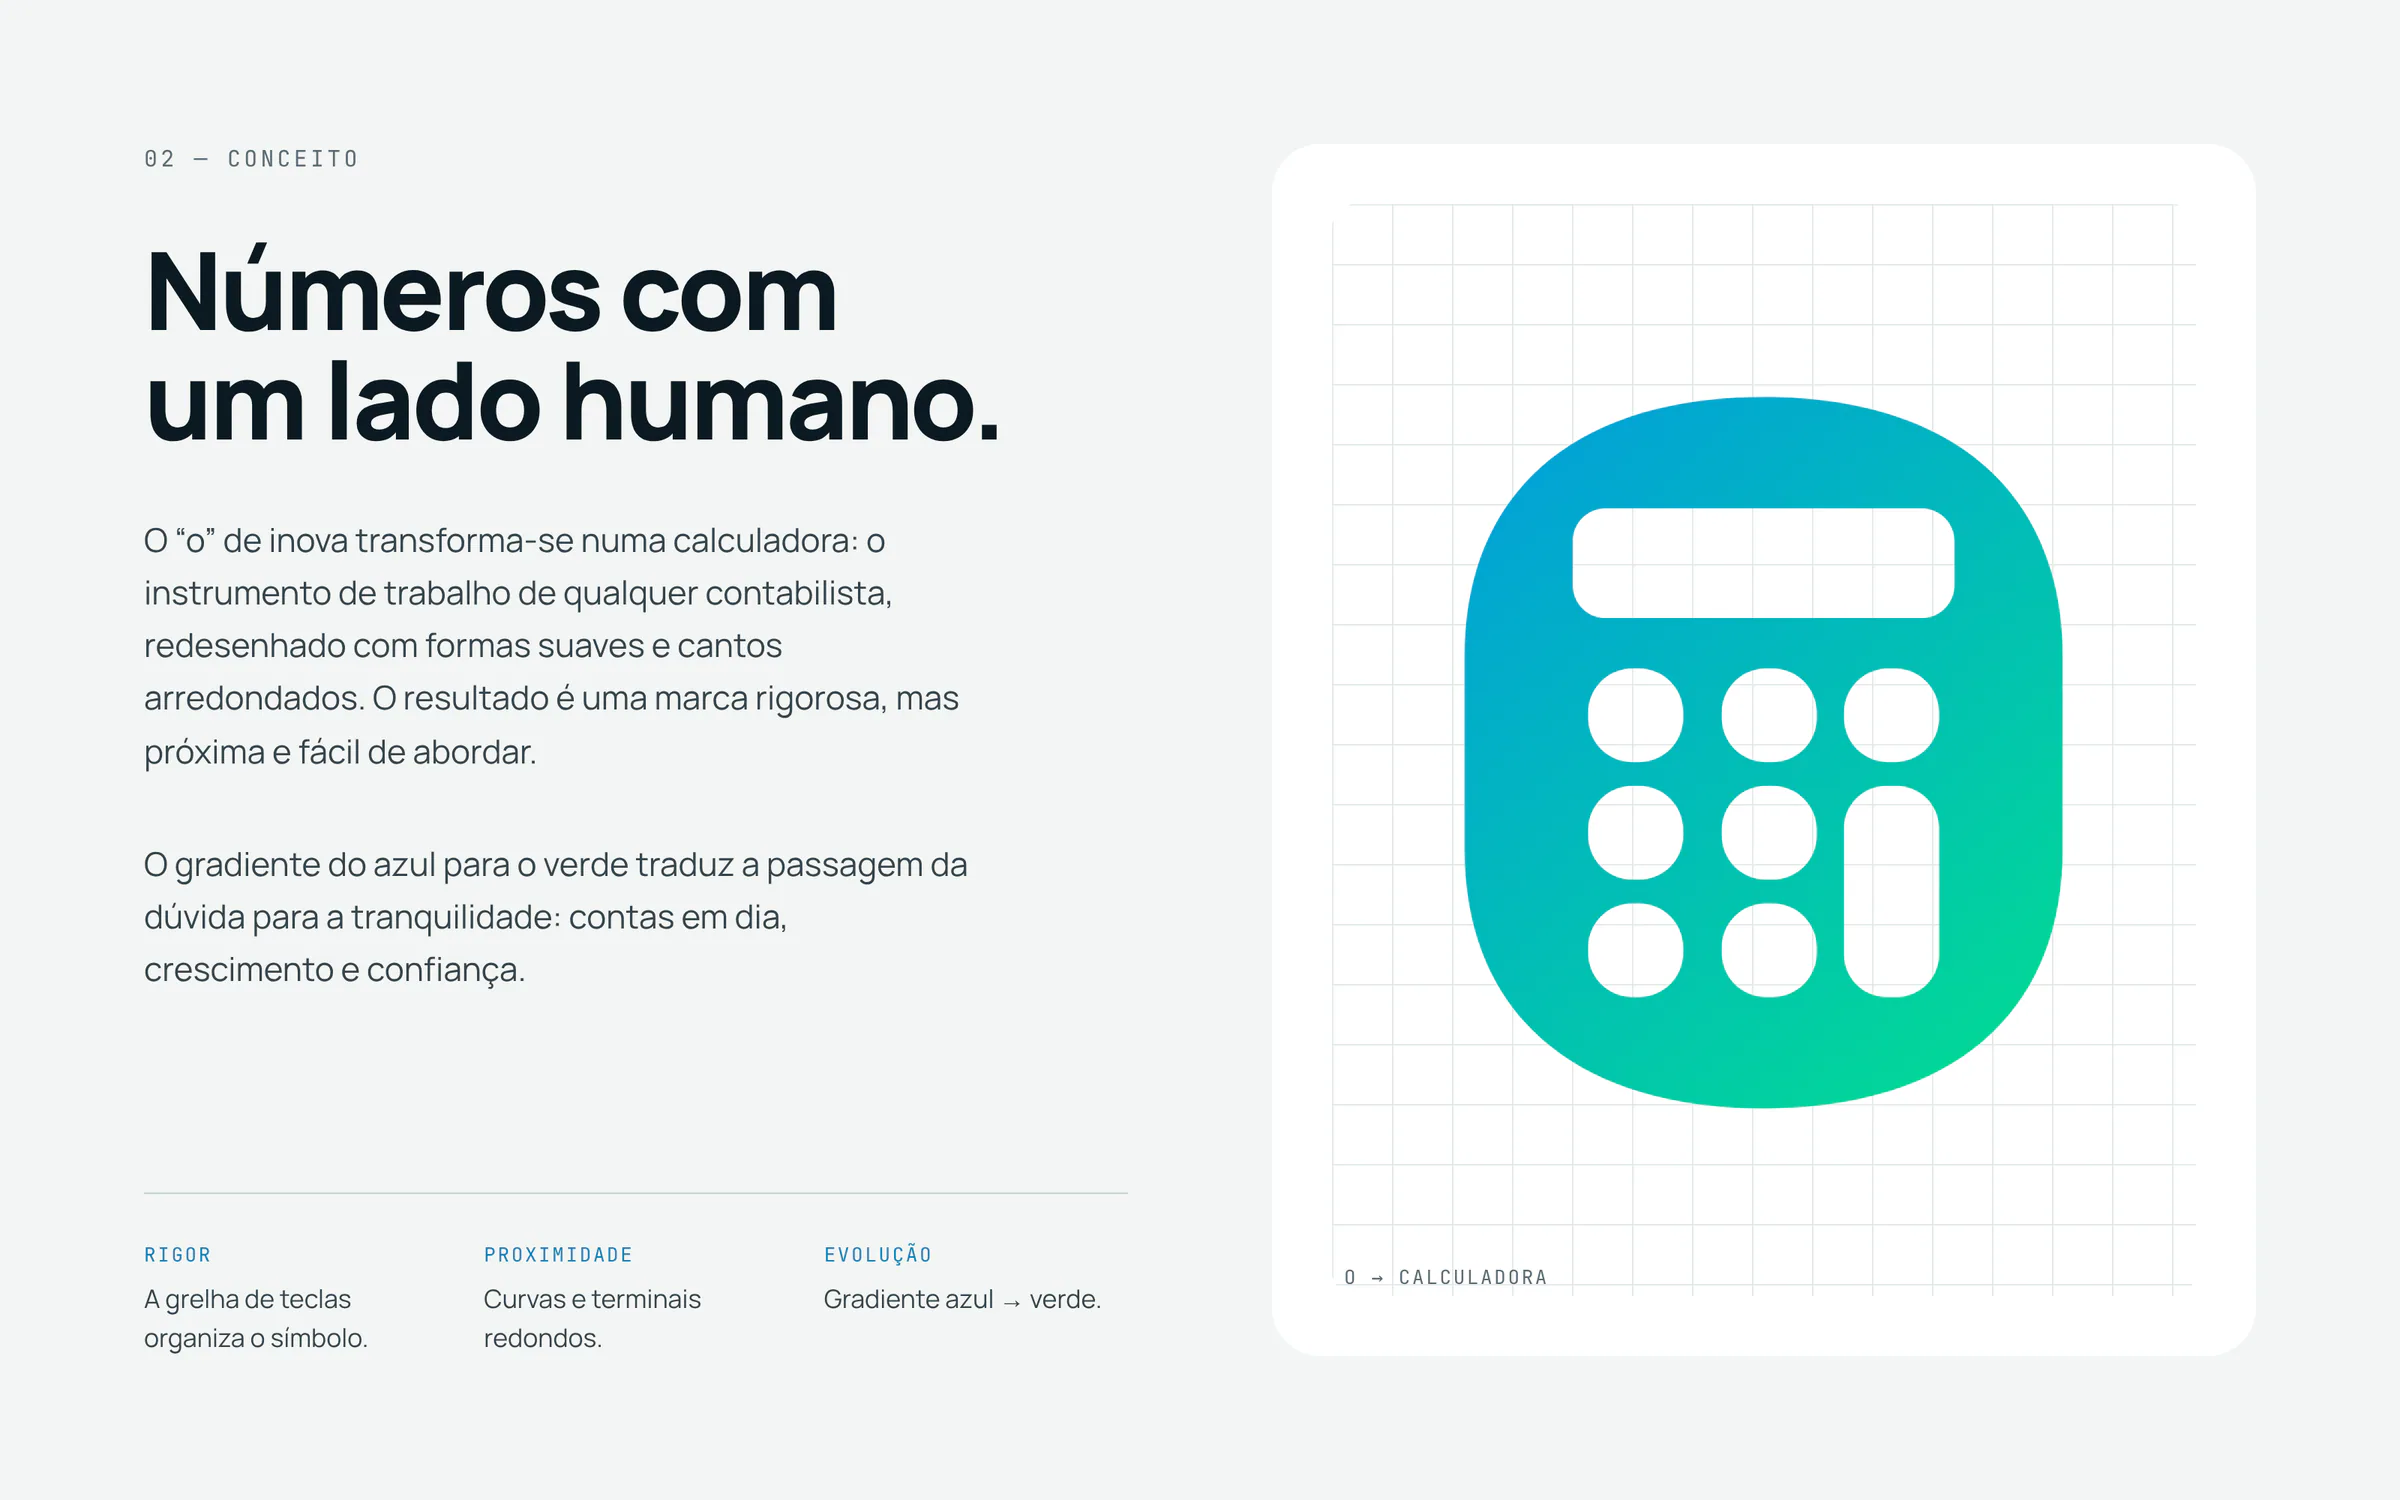 02 — CONCEITO
Números com
um lado humano.
O “o” de inova transforma-se numa calculadora: o
instrumento de trabalho de qualquer contabilista,
redesenhado com formas suaves e cantos
arredondados. O resultado é uma marca rigorosa, mas
próxima e fácil de abordar.
O gradiente do azul para o verde traduz a passagem da
dúvida para a tranquilidade: contas em dia,
crescimento e confiança.
RIGOR
A grelha de teclas
organiza o símbolo.
PROXIMIDADE
Curvas e terminais
redondos.
EVOLUÇÃO
Gradiente azul → verde.
O → CALCULADORA